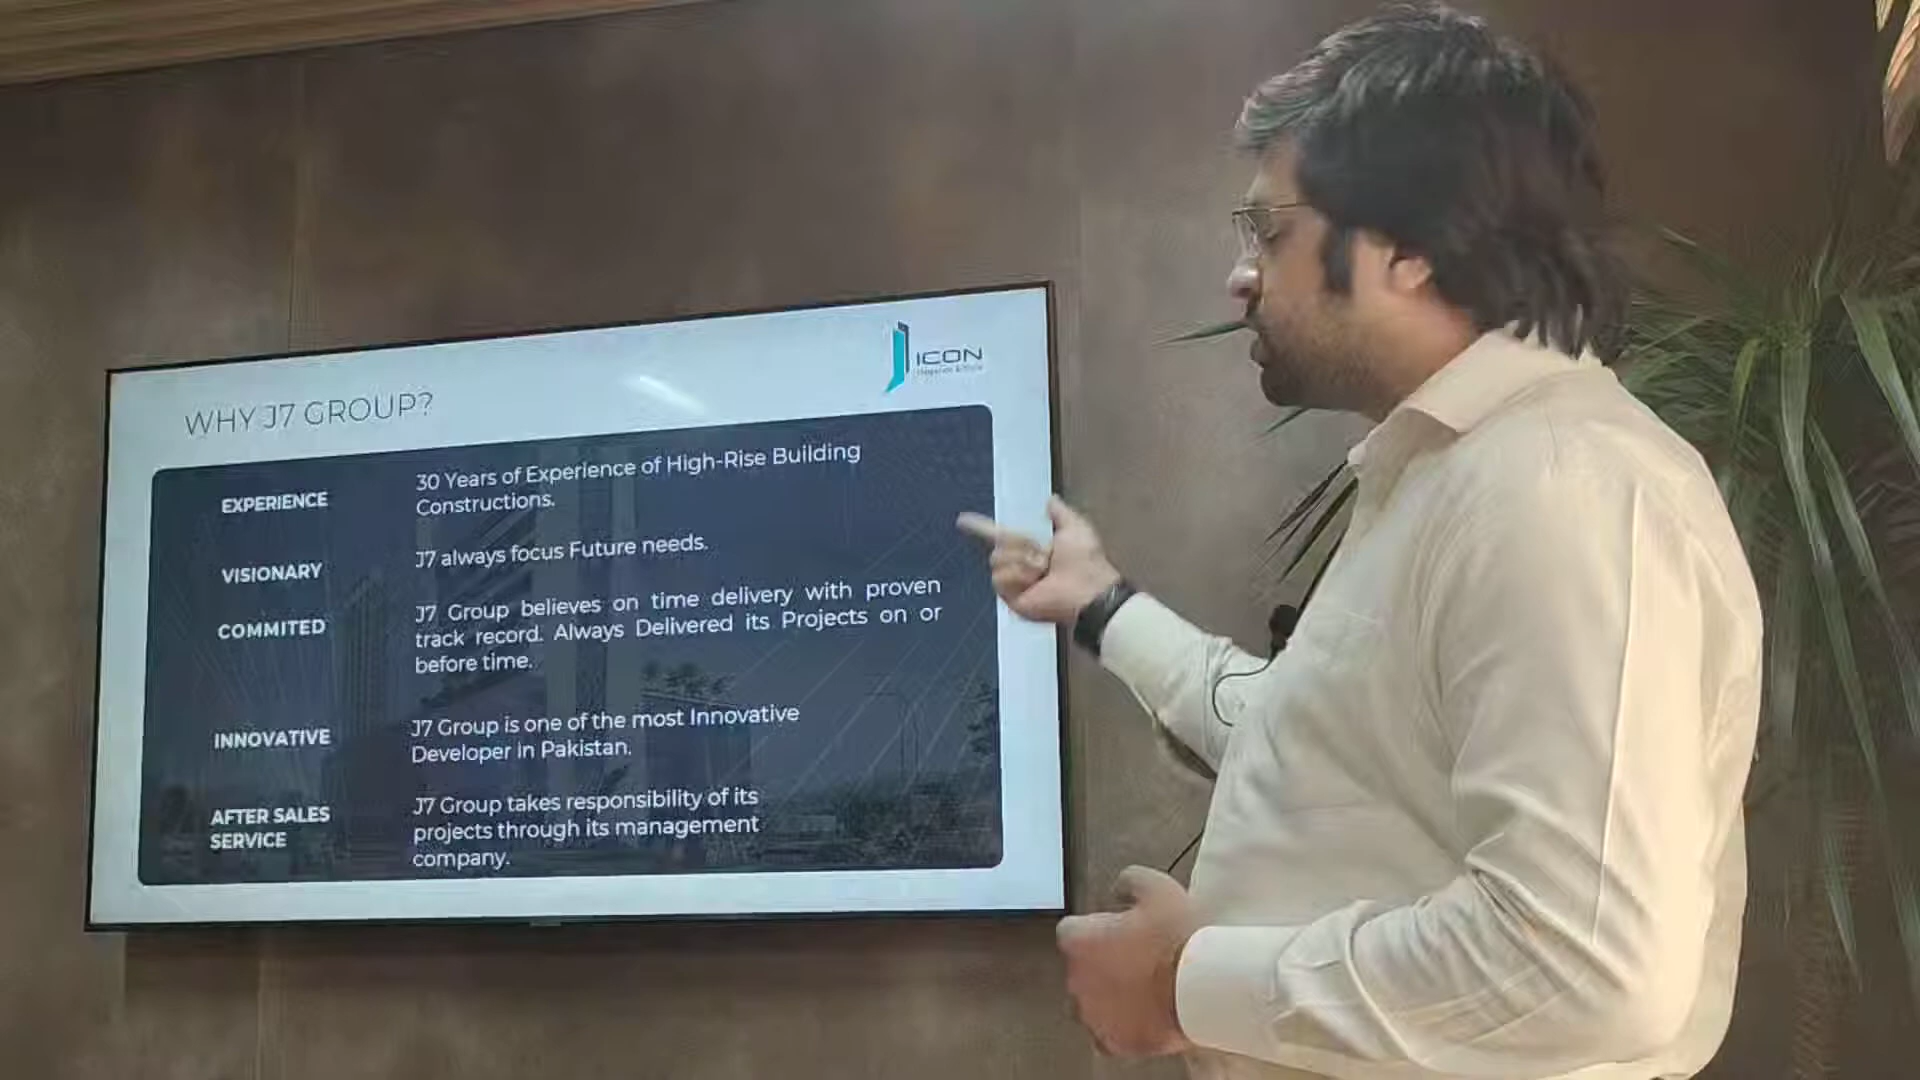 ICON
WHY J7 GROUP?
EXPERIENCE
30 Years of Experience of High-Rise Building
Constructions.
VISIONARY
J7 always focus Future needs.
COMMITED
J7 Group believes on time delivery with proven
track record. Always Delivered its Projects on or
before time.
INNOVATIVE
J7 Group is one of the most Innovative
Developer in Pakistan.
AFTER SALES
SERVICE
J7 Group takes responsibility of its
projects through its management
company.